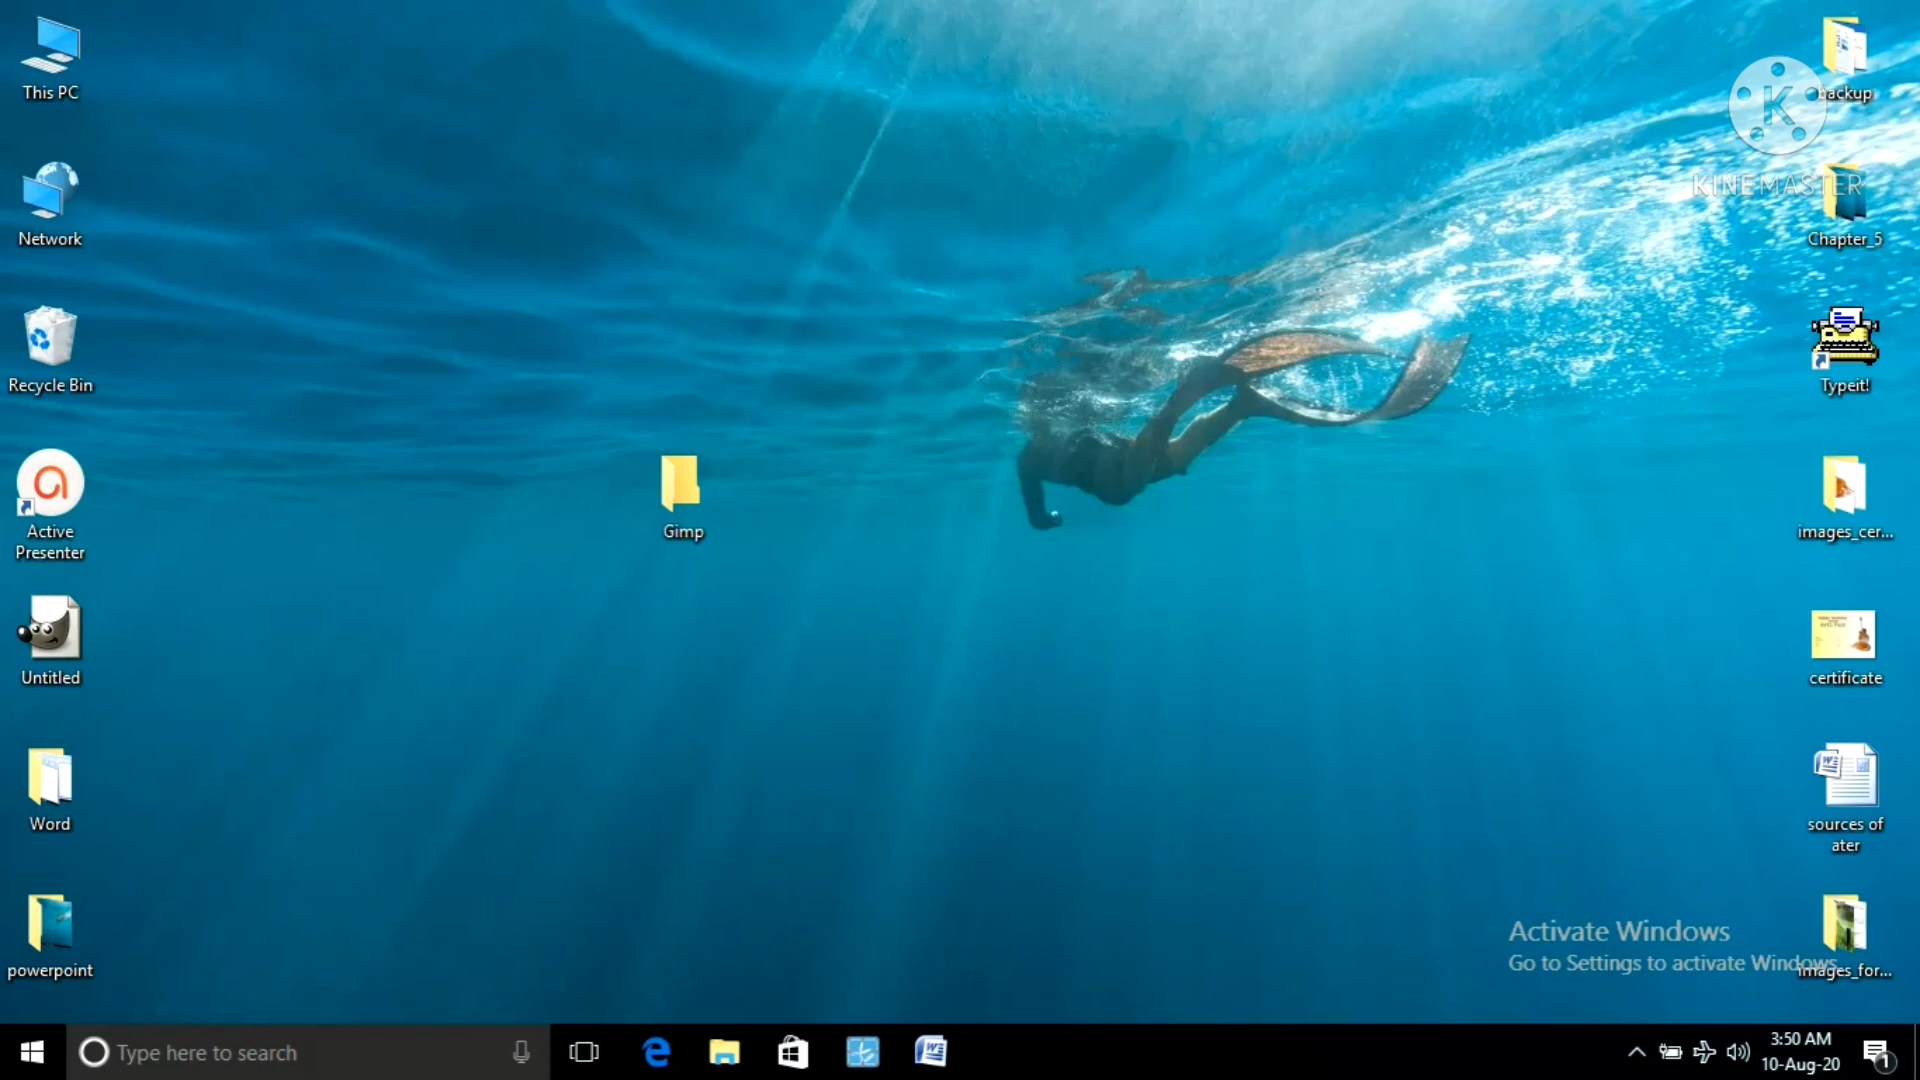 This PC
Network
Recycle Bin
Active
Presenter
Untitled
Word
powerpoint
Gimp
backup
K
KINEMASTER
Chapter_5
Typeit!
images_cer...
certificate
sources of
ater
images_for...
Activate Windows
Go to Settings to activate Windows.
Type here to search
3:50 AM
10-Aug-20
1